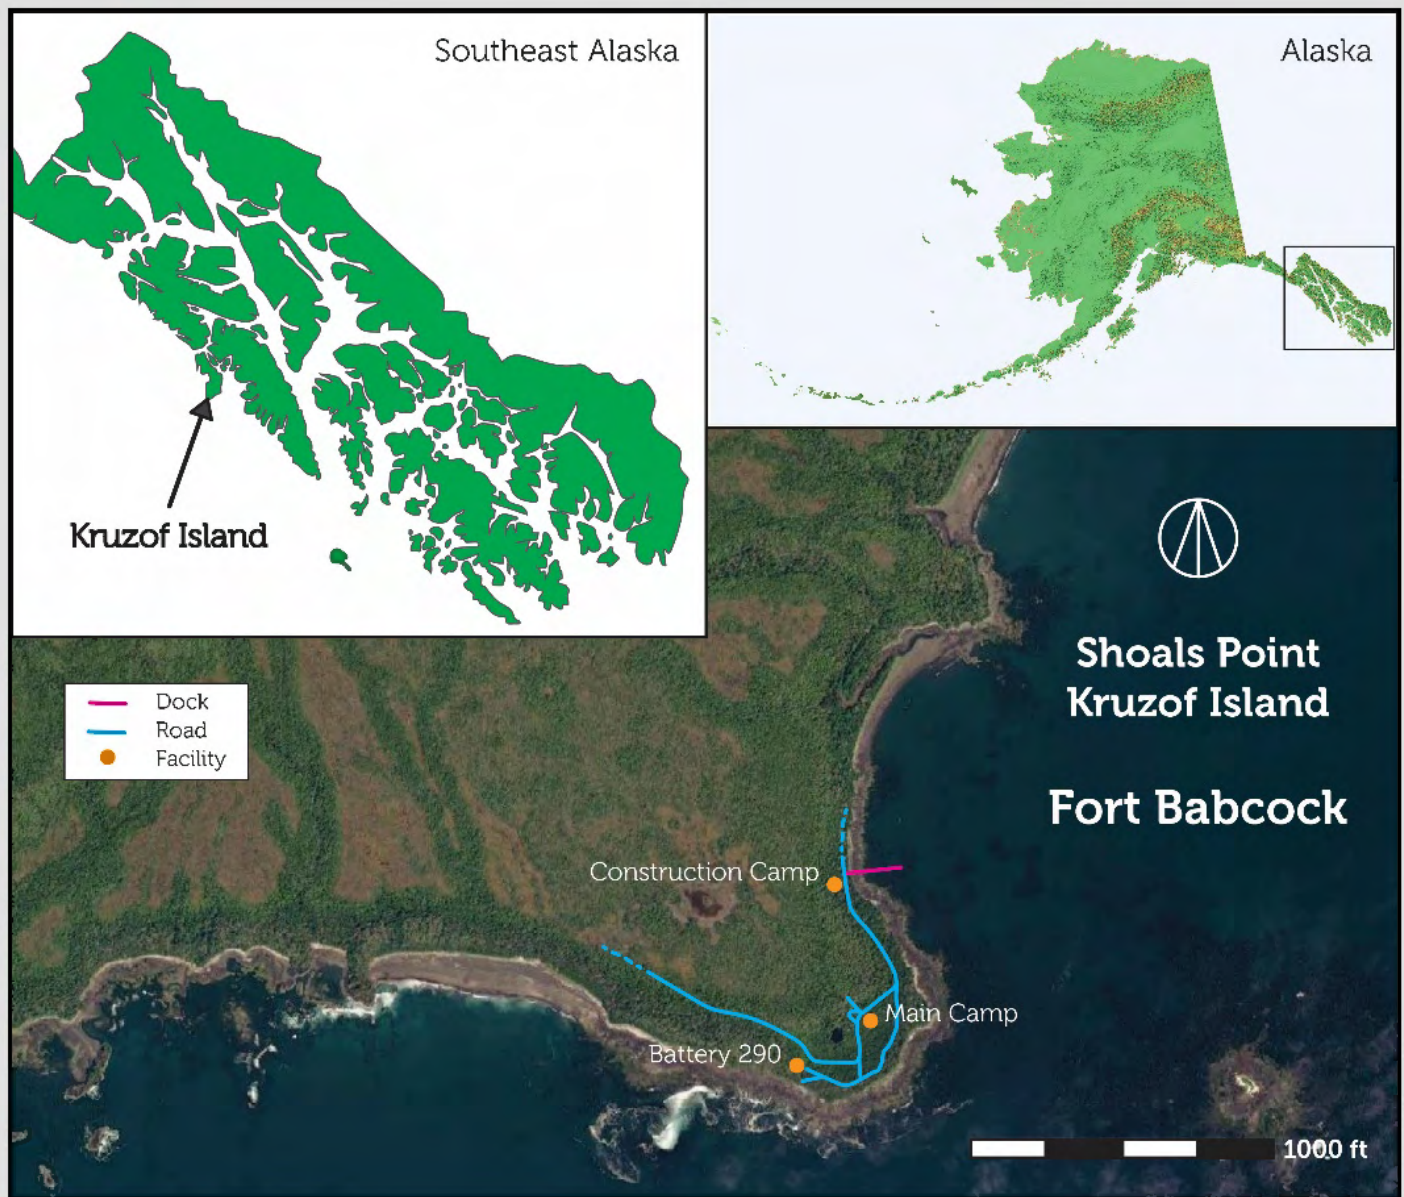 Southeast Alaska
Kruzof Island
Alaska
Shoals Point
Kruzof Island
Fort Babcock
Dock
Road
Facility
Construction Camp
Main Camp
Battery 290
1000 ft